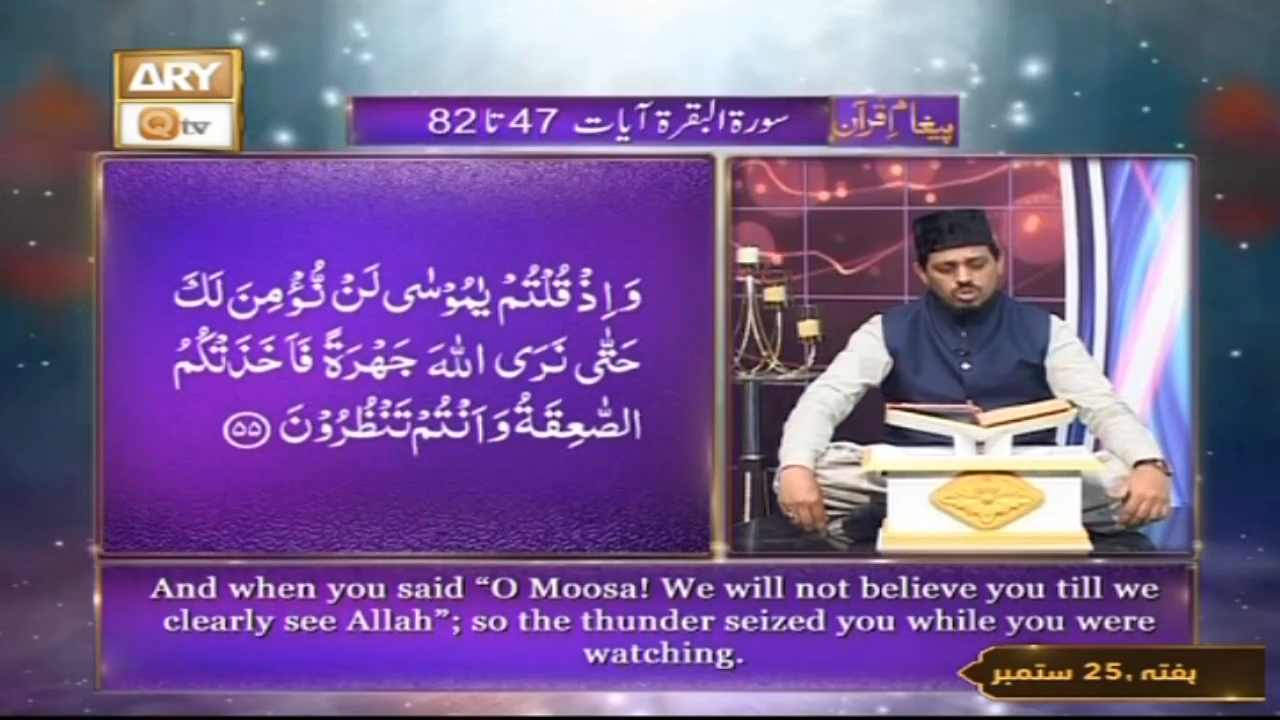 ARY
Qtv
پیغام قرآن
سورۃ البقرۃ آیات 47 تا 82
وَاِذْ قُلْتُمْ یٰمُوْسٰی لَنْ نُّؤْمِنَ لَكَ
حَتّٰی نَرَی اللّٰهَ جَهْرَةً فَاَخَذَتْكُمُ
الصّٰعِقَةُ وَاَنْتُمْ تَنْظُرُوْنَ ﴿۵۵﴾
And when you said “O Moosa! We will not believe you till we
clearly see Allah”; so the thunder seized you while you were
watching.
ہفتہ ,25 ستمبر